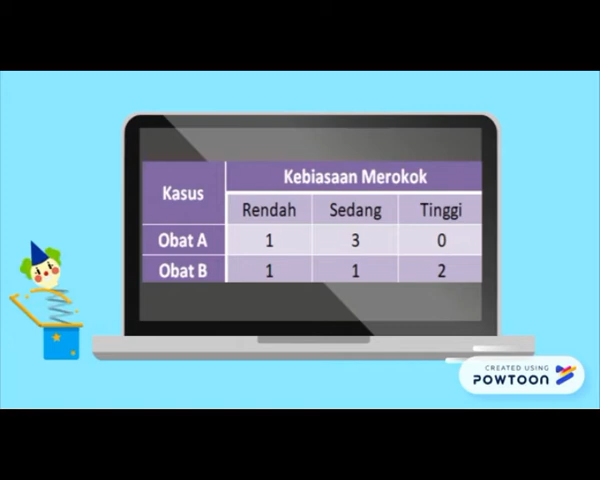 Kasus
Kebiasaan Merokok
Rendah Sedang Tinggi
Obat A 1 3 0
Obat B 1 1 2
CREATED USING
POWTOON